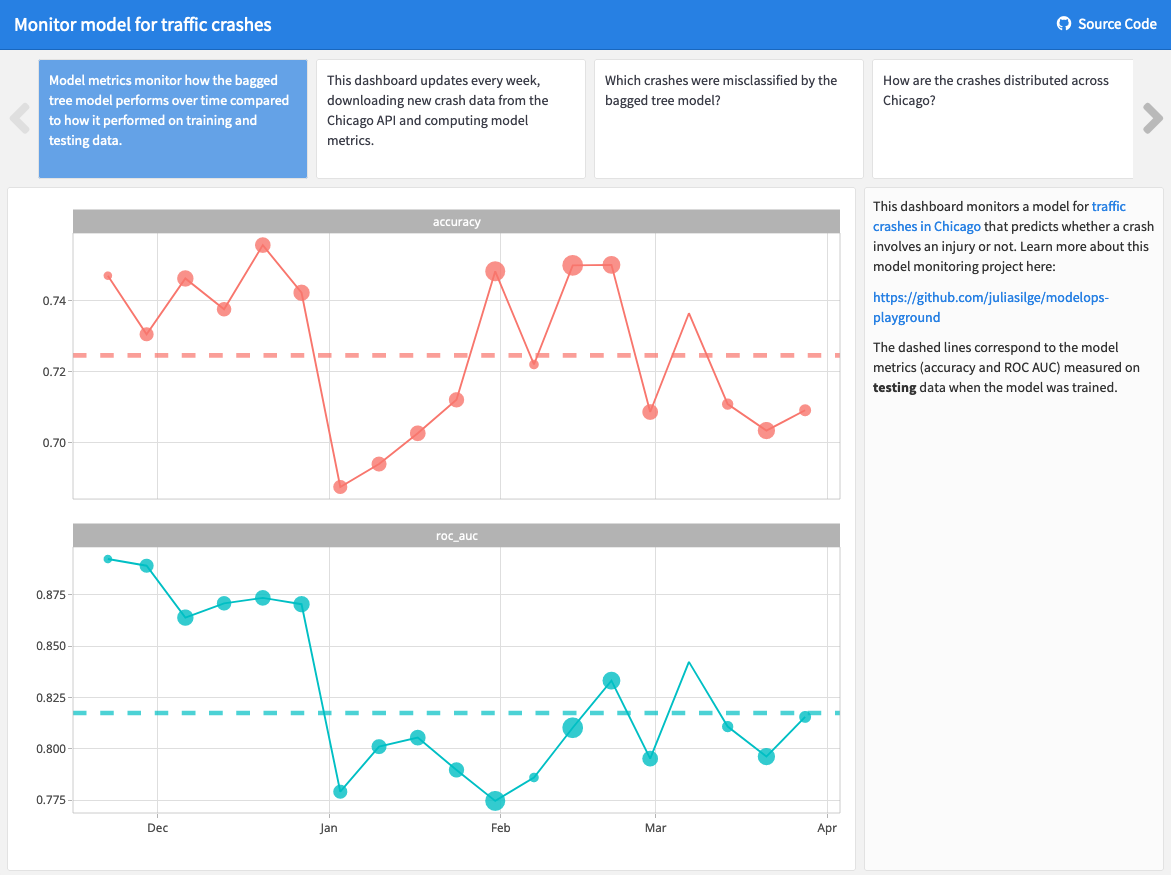 Monitor model for traffic crashes
Source Code
Model metrics monitor how the bagged
tree model performs over time compared
to how it performed on training and
testing data.
This dashboard updates every week,
downloading new crash data from the
Chicago API and computing model
metrics.
Which crashes were misclassified by the
bagged tree model?
How are the crashes distributed across
Chicago?
accuracy
0.74
0.72
0.70
roc_auc
0.875
0.850
0.825
0.800
0.775
Dec
Jan
Feb
Mar
Apr
This dashboard monitors a model for traffic
crashes in Chicago that predicts whether a crash
involves an injury or not. Learn more about this
model monitoring project here:
https://github.com/juliasilge/modelops-
playground
The dashed lines correspond to the model
metrics (accuracy and ROC AUC) measured on
testing data when the model was trained.